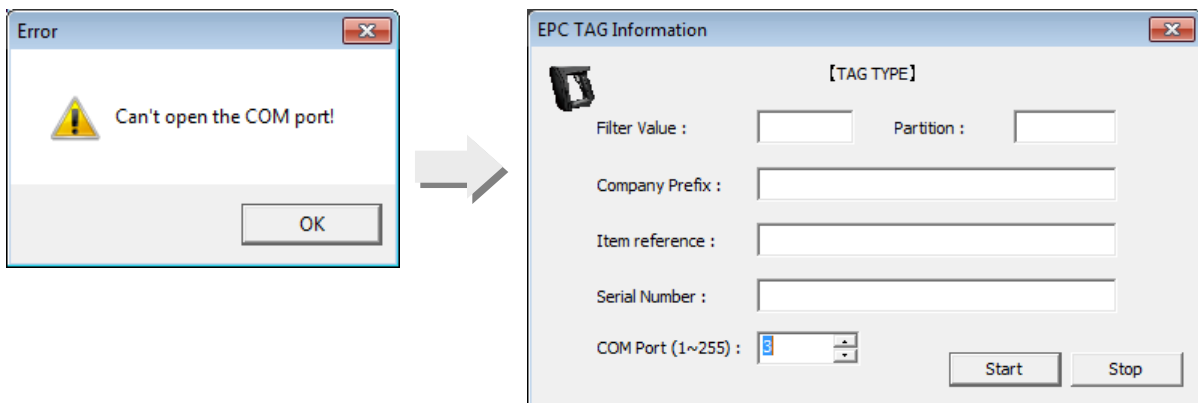 Error
Can't open the COM port!
OK
EPC TAG Information
【TAG TYPE】
Filter Value : Partition :
Company Prefix :
Item reference :
Serial Number :
COM Port (1~255) : 3
Start Stop